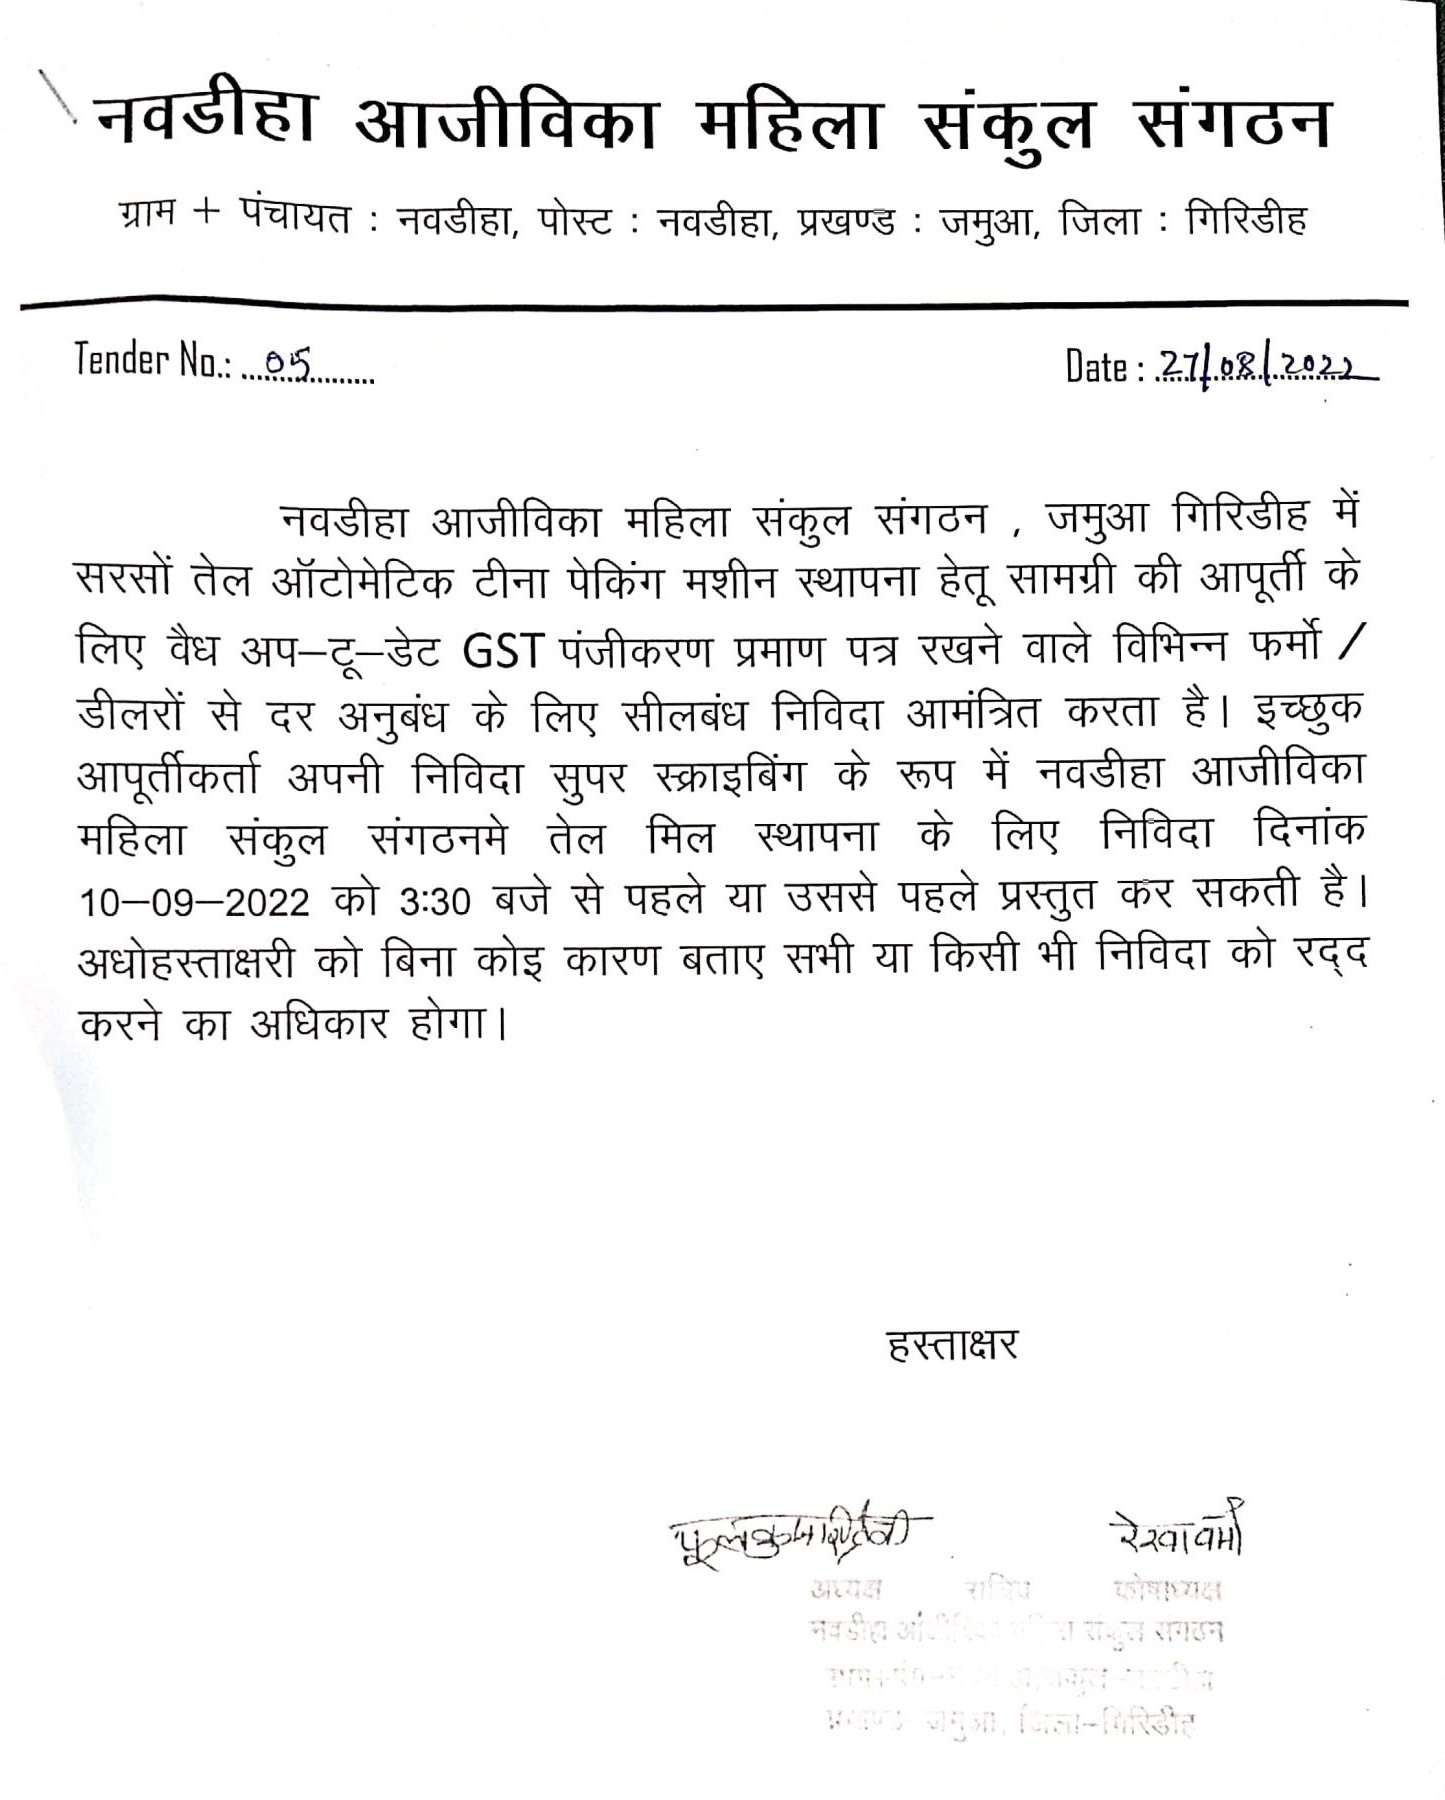 नवडीहा आजीविका महिला संकुल संगठन
ग्राम + पंचायत : नवडीहा, पोस्ट : नवडीहा, प्रखण्ड : जमुआ, जिला : गिरिडीह
Tender No.: 05 Date : 27/08/2022
नवडीहा आजीविका महिला संकुल संगठन , जमुआ गिरिडीह में
सरसों तेल ऑटोमेटिक टीना पेकिंग मशीन स्थापना हेतू सामग्री की आपूर्ती के
लिए वैध अप–टू–डेट GST पंजीकरण प्रमाण पत्र रखने वाले विभिन्न फर्मो /
डीलरों से दर अनुबंध के लिए सीलबंध निविदा आमंत्रित करता है। इच्छुक
आपूर्तीकर्ता अपनी निविदा सुपर स्क्राइबिंग के रूप में नवडीहा आजीविका
महिला संकुल संगठनमे तेल मिल स्थापना के लिए निविदा दिनांक
10–09–2022 को 3:30 बजे से पहले या उससे पहले प्रस्तुत कर सकती है।
अधोहस्ताक्षरी को बिना कोइ कारण बताए सभी या किसी भी निविदा को रद्द
करने का अधिकार होगा।
हस्ताक्षर
फूलकुमारी देवी रेखा वर्मा
अध्यक्ष सचिव कोषाध्यक्ष
नवडीहा आजीविका महिला संकुल संगठन
प्रखण्ड–जमुआ, जिला–गिरिडीह